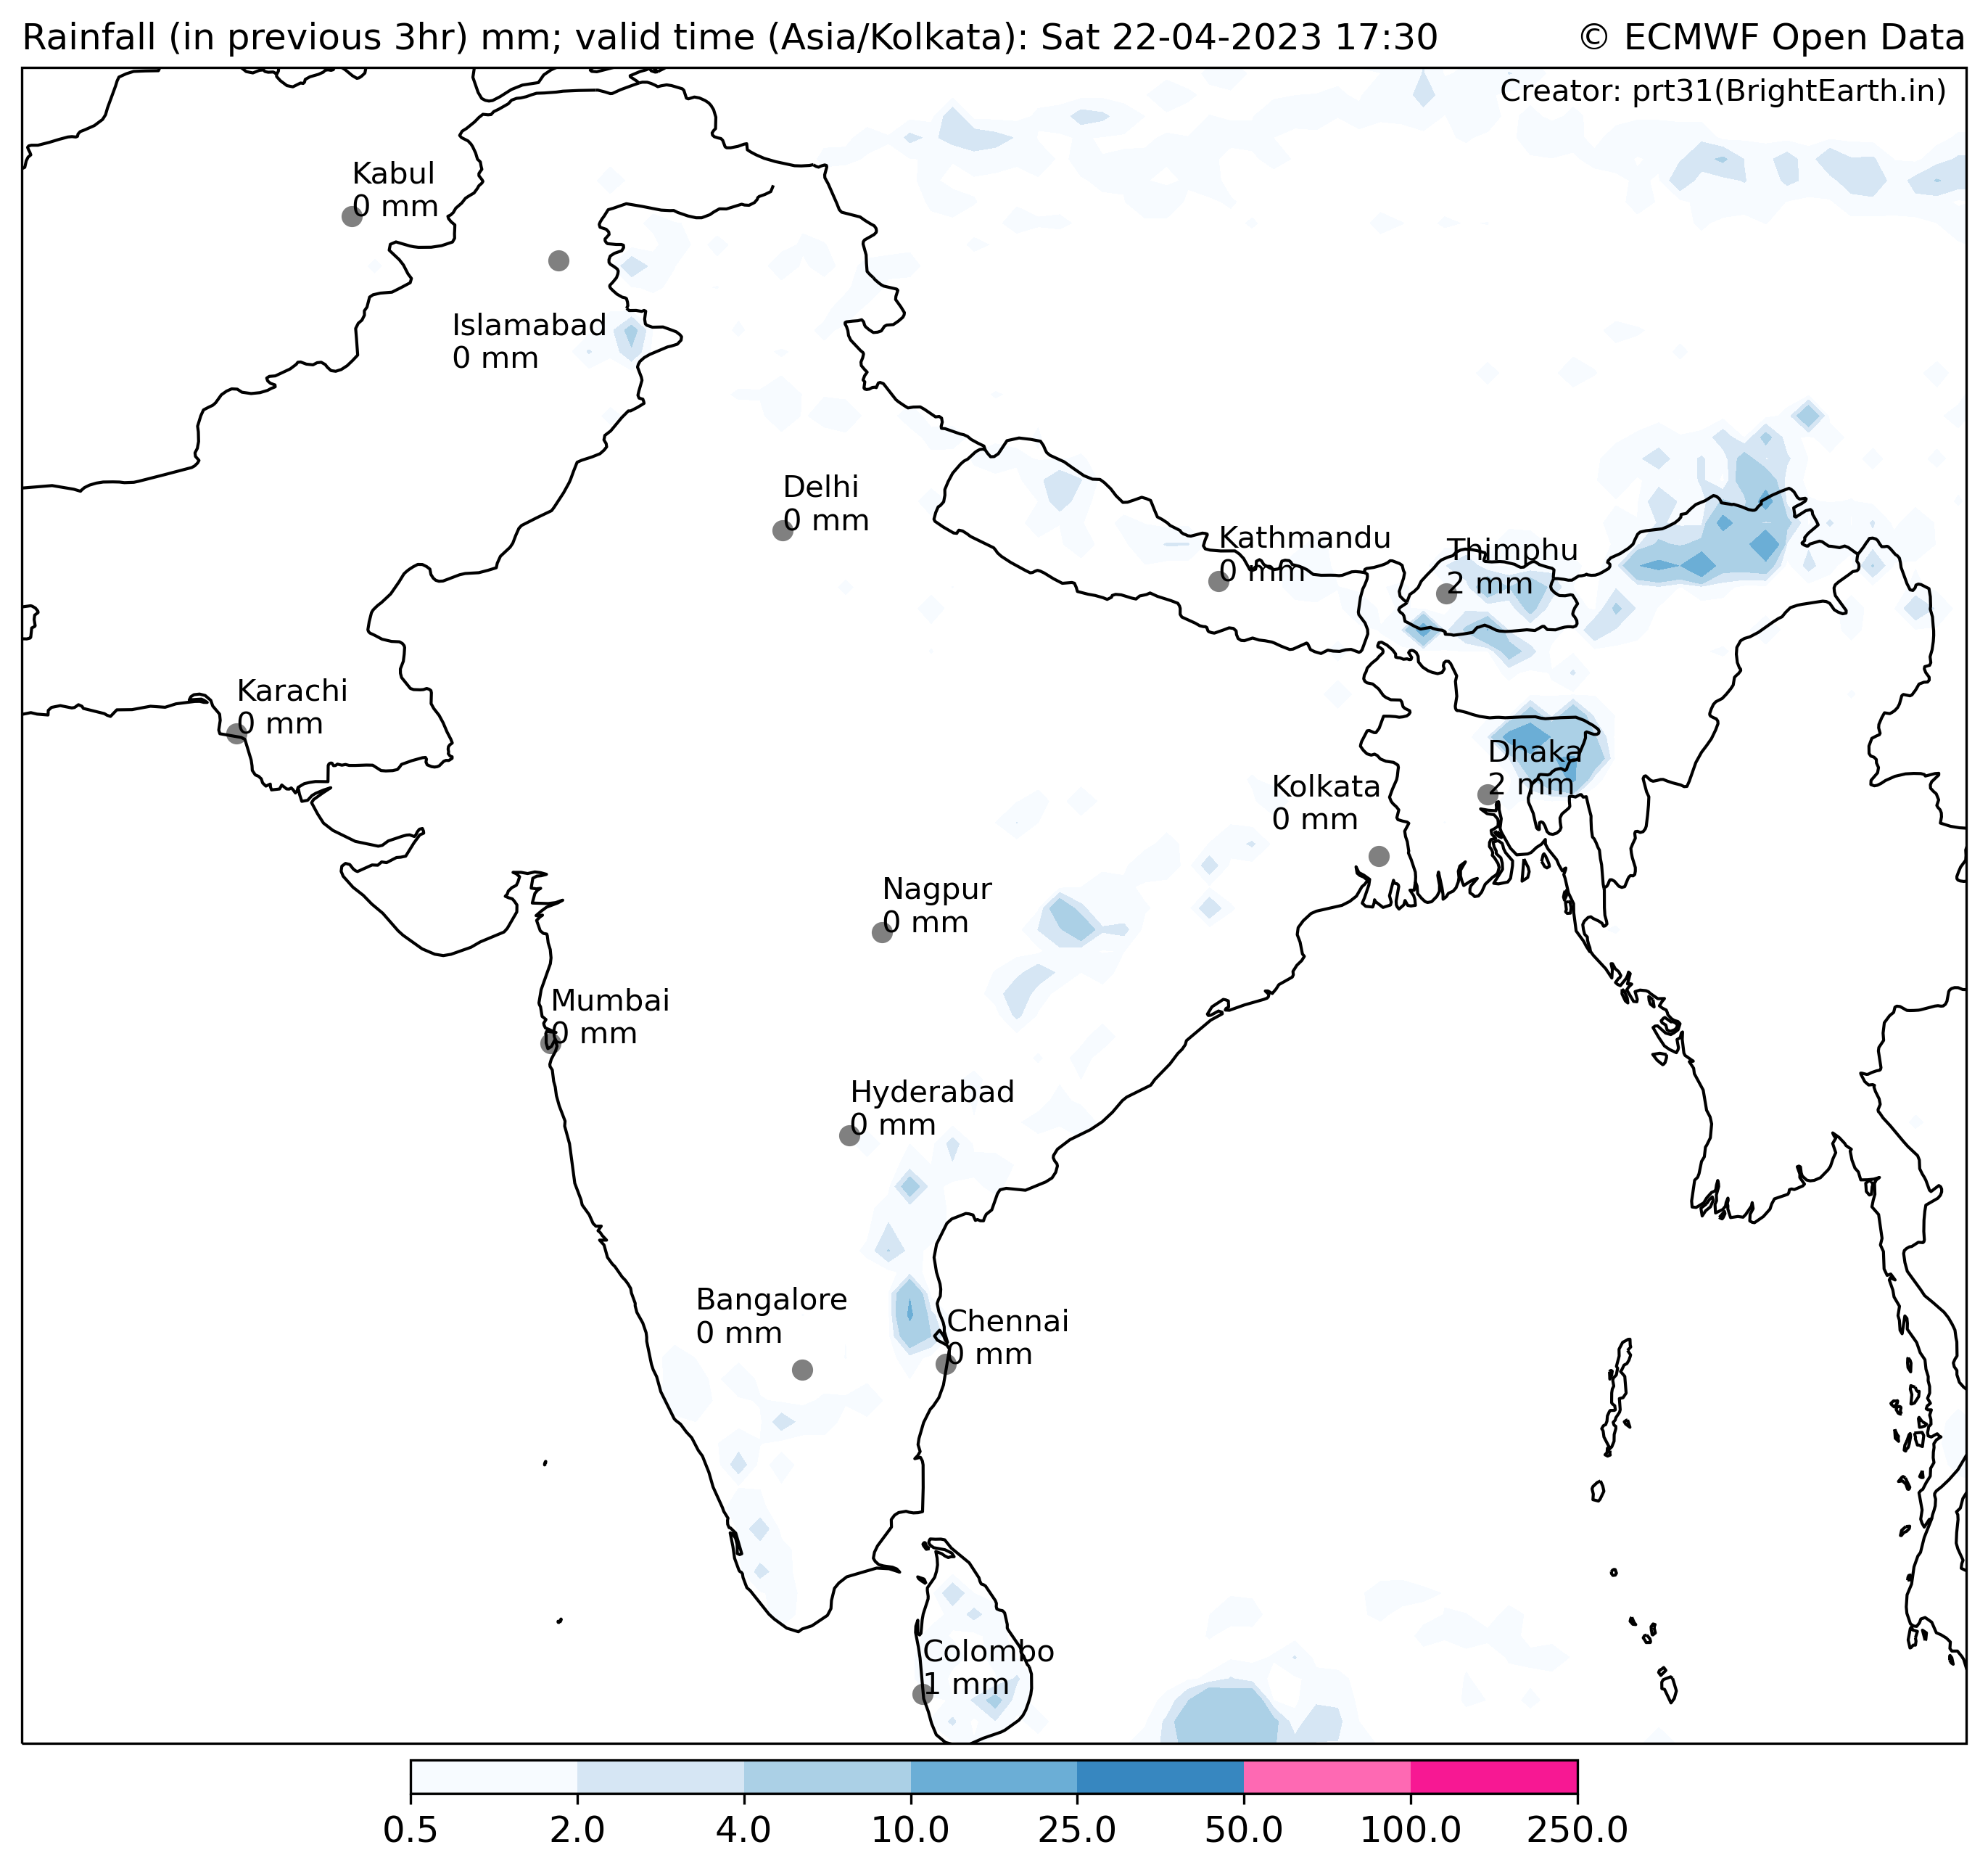 Rainfall (in previous 3hr) mm; valid time (Asia/Kolkata): Sat 22-04-2023 17:30
© ECMWF Open Data
Creator: prt31(BrightEarth.in)
Kabul
0 mm
Islamabad
0 mm
Delhi
0 mm
Kathmandu
0 mm
Thimphu
2 mm
Karachi
0 mm
Dhaka
2 mm
Kolkata
0 mm
Nagpur
0 mm
Mumbai
0 mm
Hyderabad
0 mm
Bangalore
0 mm
Chennai
0 mm
Colombo
1 mm
0.5 2.0 4.0 10.0 25.0 50.0 100.0 250.0